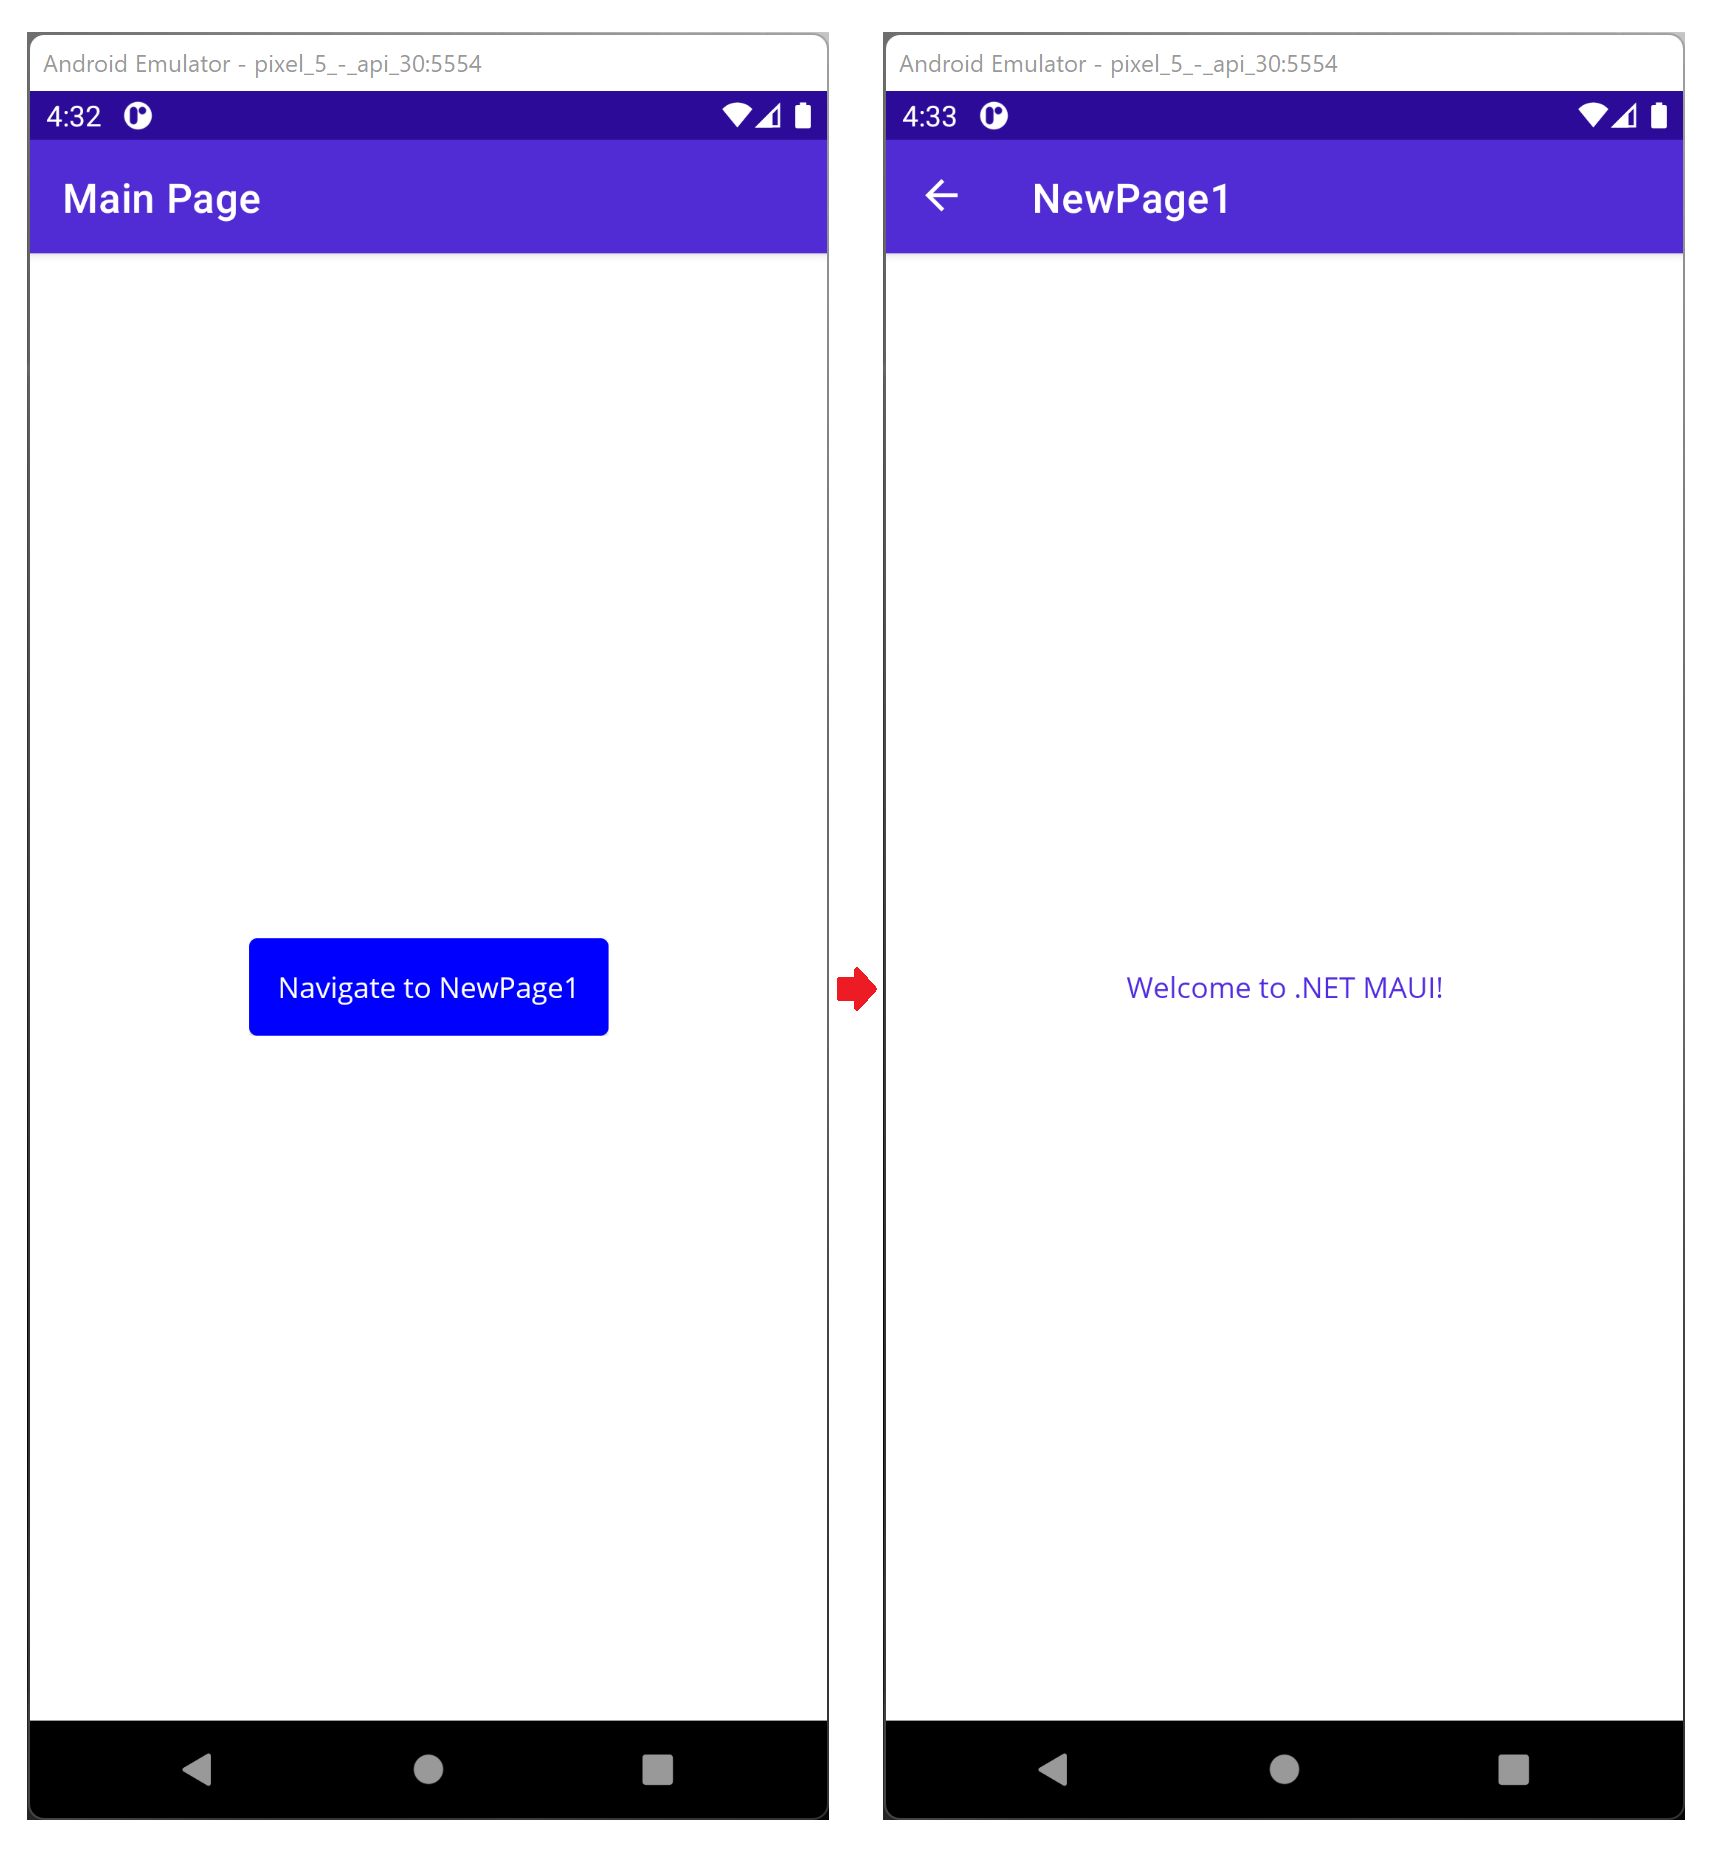 Android Emulator - pixel_5_-_api_30:5554
4:32
Main Page
Navigate to NewPage1
Android Emulator - pixel_5_-_api_30:5554
4:33
NewPage1
Welcome to .NET MAUI!